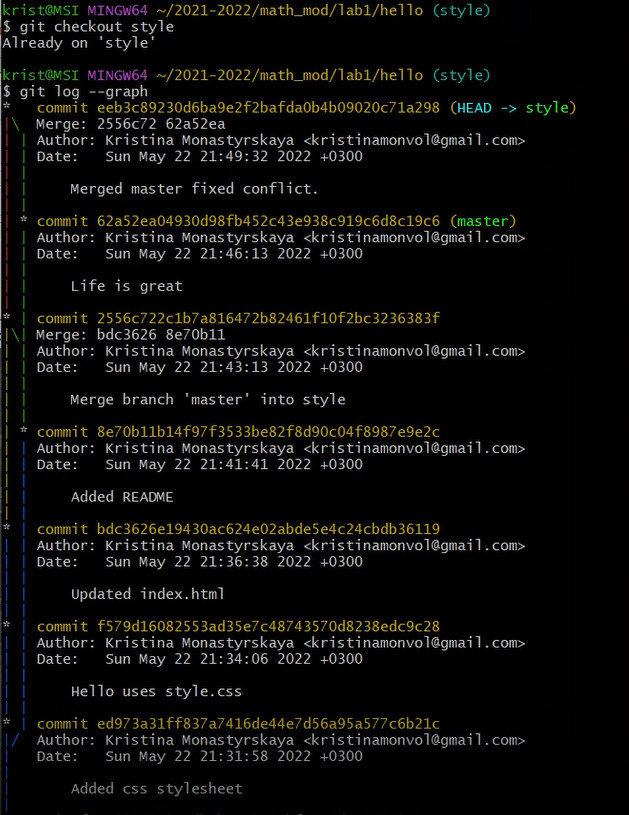 krist@MSI MINGW64 ~/2021-2022/math_mod/lab1/hello (style)
$ git checkout style
Already on 'style'
krist@MSI MINGW64 ~/2021-2022/math_mod/lab1/hello (style)
$ git log --graph
*   commit eeb3c89230d6ba9e2f2bafda0b4b09020c71a298 (HEAD -> style)
|\  Merge: 2556c72 62a52ea
| | Author: Kristina Monastyrskaya <kristinamonvol@gmail.com>
| | Date:   Sun May 22 21:49:32 2022 +0300
| |
| |     Merged master fixed conflict.
| |
| * commit 62a52ea04930d98fb452c43e938c919c6d8c19c6 (master)
| | Author: Kristina Monastyrskaya <kristinamonvol@gmail.com>
| | Date:   Sun May 22 21:46:13 2022 +0300
| |
| |     Life is great
| |
* | commit 2556c722c1b7a816472b82461f10f2bc3236383f
|\| Merge: bdc3626 8e70b11
| | Author: Kristina Monastyrskaya <kristinamonvol@gmail.com>
| | Date:   Sun May 22 21:43:13 2022 +0300
| |
| |     Merge branch 'master' into style
| |
| * commit 8e70b11b14f97f3533be82f8d90c04f8987e9e2c
| | Author: Kristina Monastyrskaya <kristinamonvol@gmail.com>
| | Date:   Sun May 22 21:41:41 2022 +0300
| |
| |     Added README
| |
* | commit bdc3626e19430ac624e02abde5e4c24cbdb36119
| | Author: Kristina Monastyrskaya <kristinamonvol@gmail.com>
| | Date:   Sun May 22 21:36:38 2022 +0300
| |
| |     Updated index.html
| |
* | commit f579d16082553ad35e7c48743570d8238edc9c28
| | Author: Kristina Monastyrskaya <kristinamonvol@gmail.com>
| | Date:   Sun May 22 21:34:06 2022 +0300
| |
| |     Hello uses style.css
| |
* | commit ed973a31ff837a7416de44e7d56a95a577c6b21c
|/  Author: Kristina Monastyrskaya <kristinamonvol@gmail.com>
|   Date:   Sun May 22 21:31:58 2022 +0300
|
|       Added css stylesheet
|